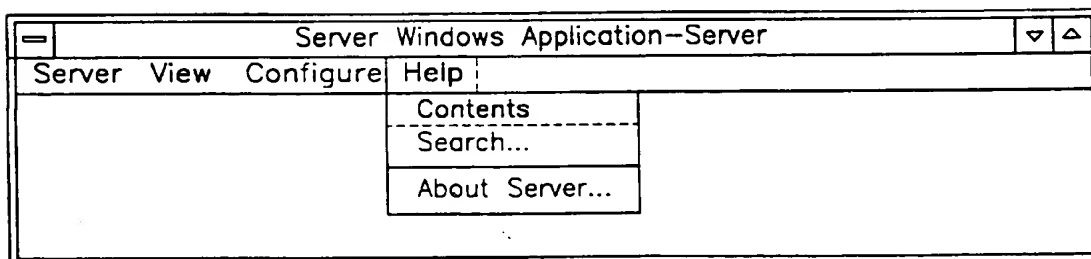 Server Windows Application-Server
Server View Configure Help
Contents
Search...
About Server...